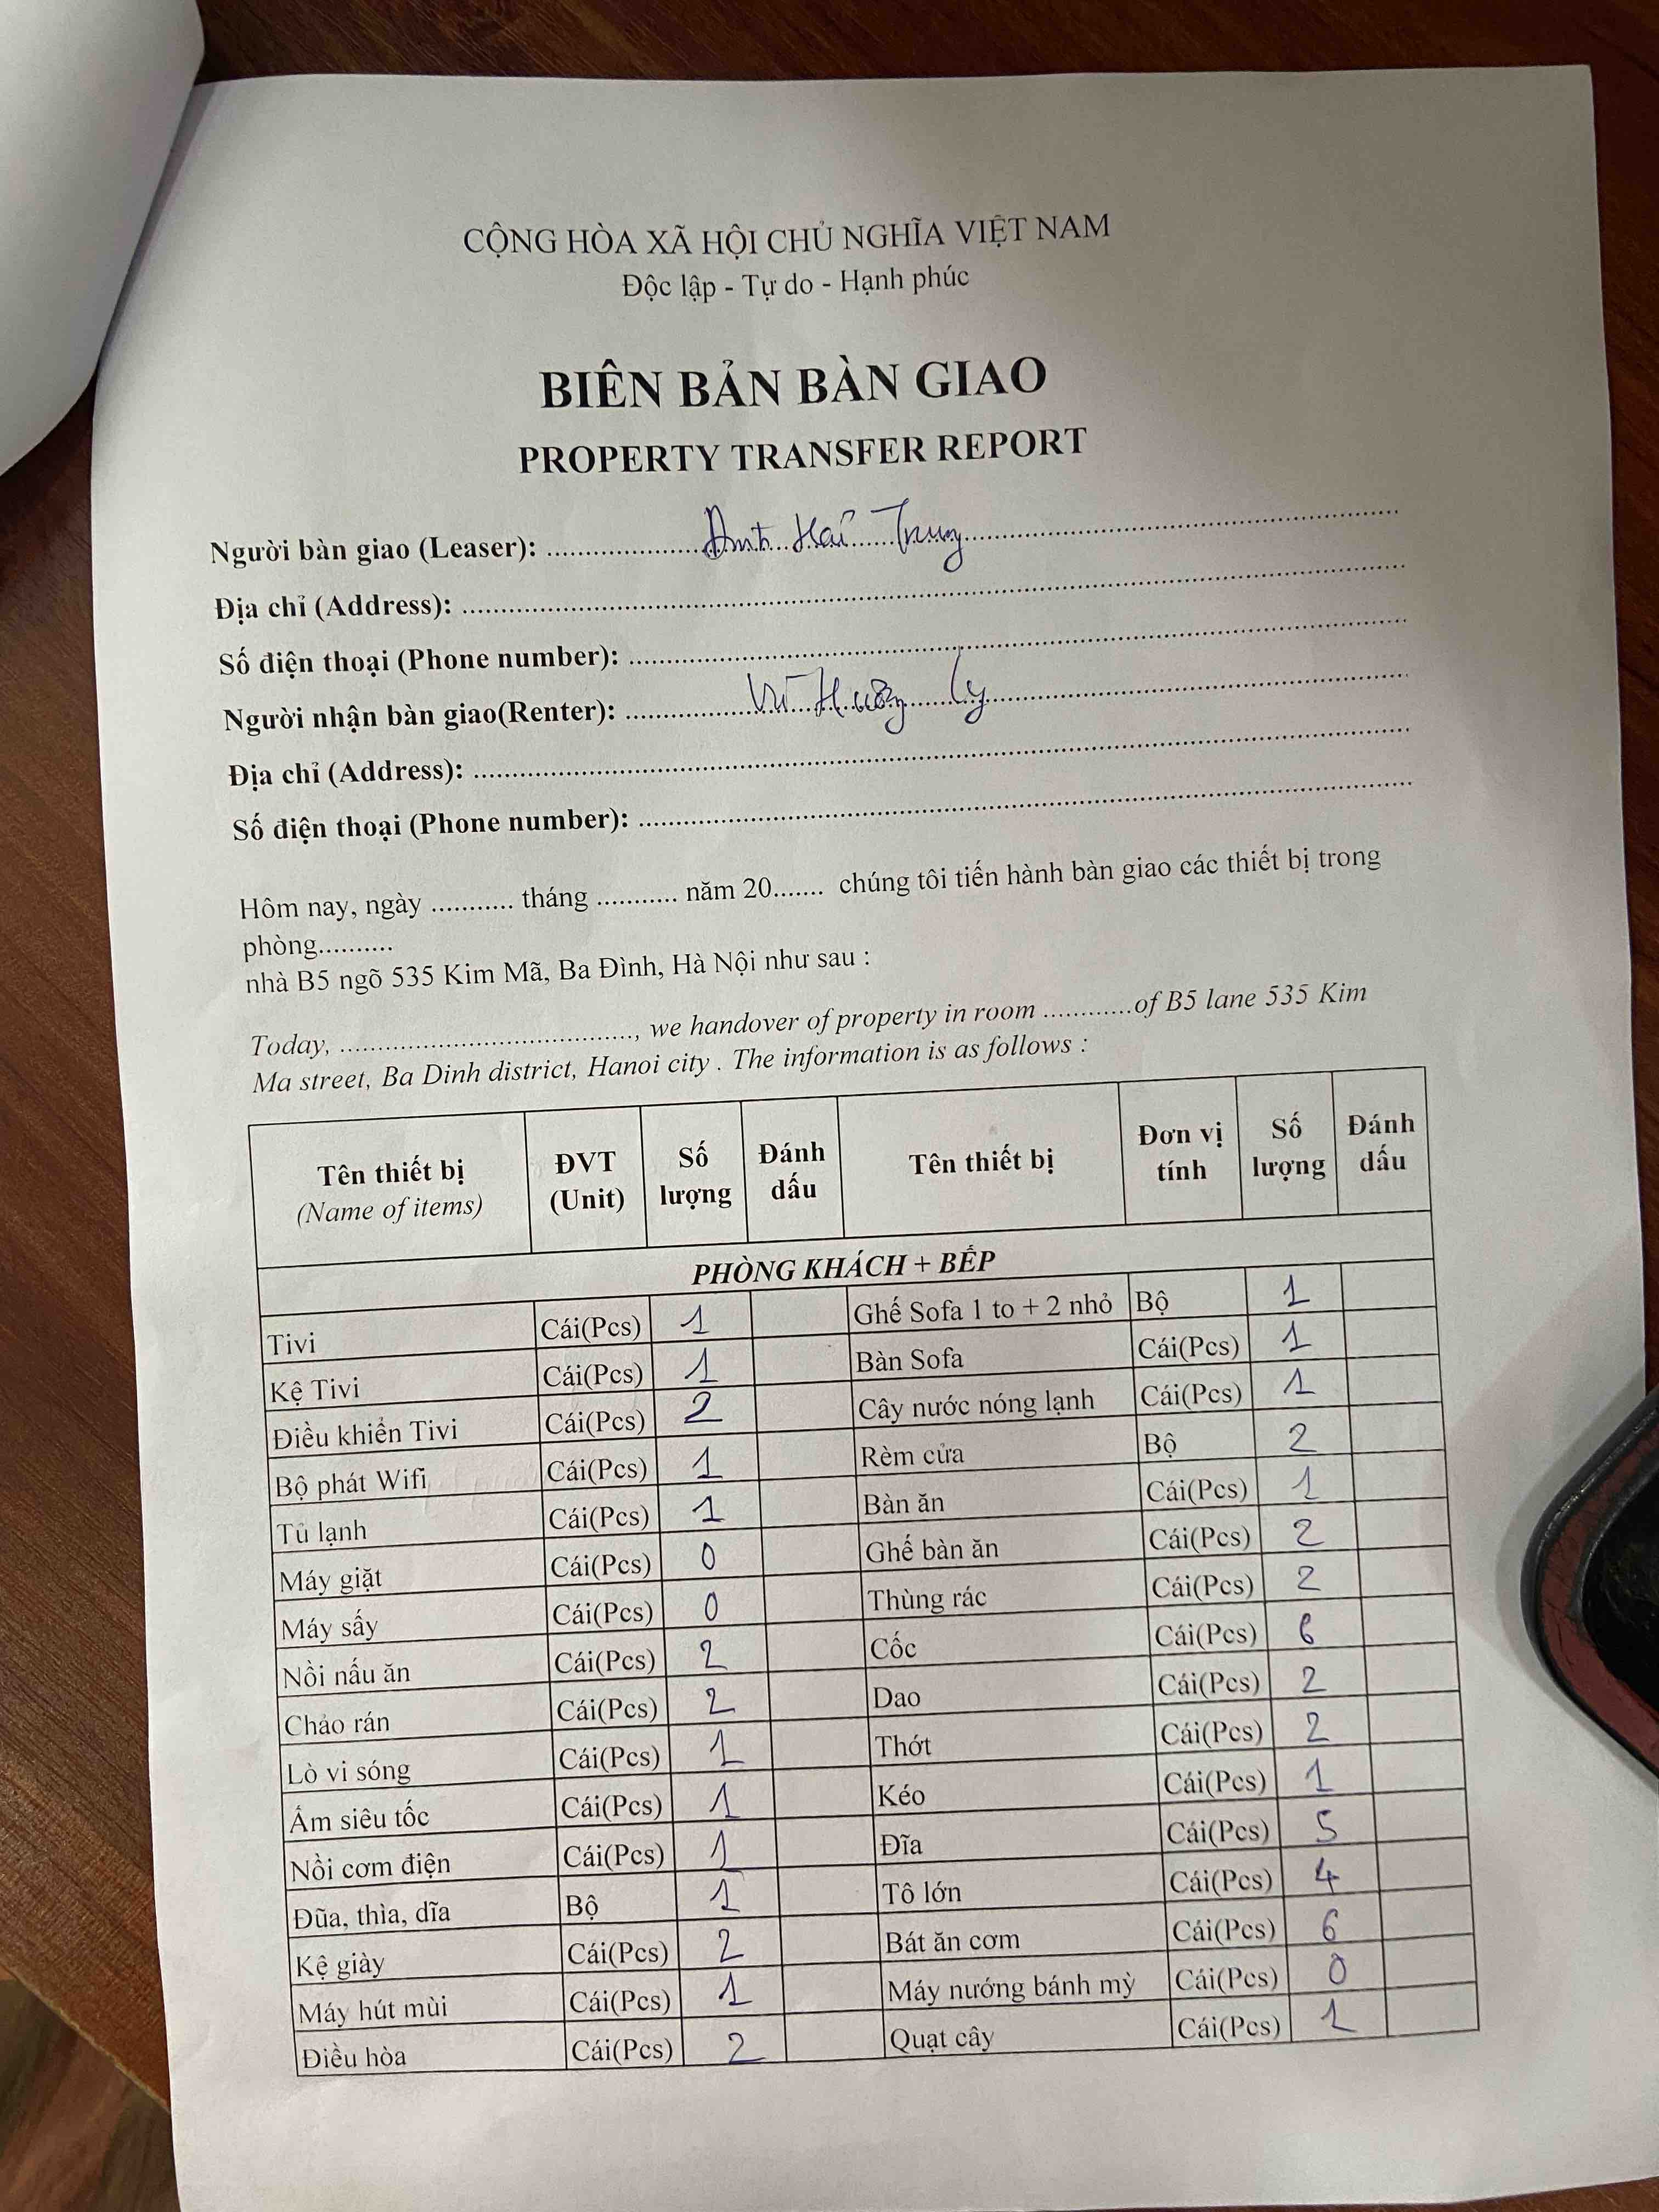 CỘNG HÒA XÃ HỘI CHỦ NGHĨA VIỆT NAM
Độc lập - Tự do - Hạnh phúc
BIÊN BẢN BÀN GIAO
PROPERTY TRANSFER REPORT
Người bàn giao (Leaser): ........ Hải Trung ........
Địa chỉ (Address): ........
Số điện thoại (Phone number): ........
Người nhận bàn giao(Renter): ........ Vũ Hương Ly ........
Địa chỉ (Address): ........
Số điện thoại (Phone number): ........
Hôm nay, ngày ........... tháng ........... năm 20....... chúng tôi tiến hành bàn giao các thiết bị trong
phòng..........
nhà B5 ngõ 535 Kim Mã, Ba Đình, Hà Nội như sau :
Today, ........................................, we handover of property in room ............of B5 lane 535 Kim
Ma street, Ba Dinh district, Hanoi city . The information is as follows :
Tên thiết bị (Name of items) ĐVT (Unit) Số lượng Đánh dấu Tên thiết bị Đơn vị tính Số lượng Đánh dấu
PHÒNG KHÁCH + BẾP
Tivi Cái(Pcs) 1 Ghế Sofa 1 to + 2 nhỏ Bộ 1
Kệ Tivi Cái(Pcs) 1 Bàn Sofa Cái(Pcs) 1
Điều khiển Tivi Cái(Pcs) 2 Cây nước nóng lạnh Cái(Pcs) 1
Bộ phát Wifi Cái(Pcs) 1 Rèm cửa Bộ 2
Tủ lạnh Cái(Pcs) 1 Bàn ăn Cái(Pcs) 1
Máy giặt Cái(Pcs) 0 Ghế bàn ăn Cái(Pcs) 2
Máy sấy Cái(Pcs) 0 Thùng rác Cái(Pcs) 2
Nồi nấu ăn Cái(Pcs) 2 Cốc Cái(Pcs) 6
Chảo rán Cái(Pcs) 2 Dao Cái(Pcs) 2
Lò vi sóng Cái(Pcs) 1 Thớt Cái(Pcs) 2
Ấm siêu tốc Cái(Pcs) 1 Kéo Cái(Pcs) 1
Nồi cơm điện Cái(Pcs) 1 Đĩa Cái(Pcs) 5
Đũa, thìa, dĩa Bộ 1 Tô lớn Cái(Pcs) 4
Kệ giày Cái(Pcs) 2 Bát ăn cơm Cái(Pcs) 6
Máy hút mùi Cái(Pcs) 1 Máy nướng bánh mỳ Cái(Pcs) 0
Điều hòa Cái(Pcs) 2 Quạt cây Cái(Pcs) 1